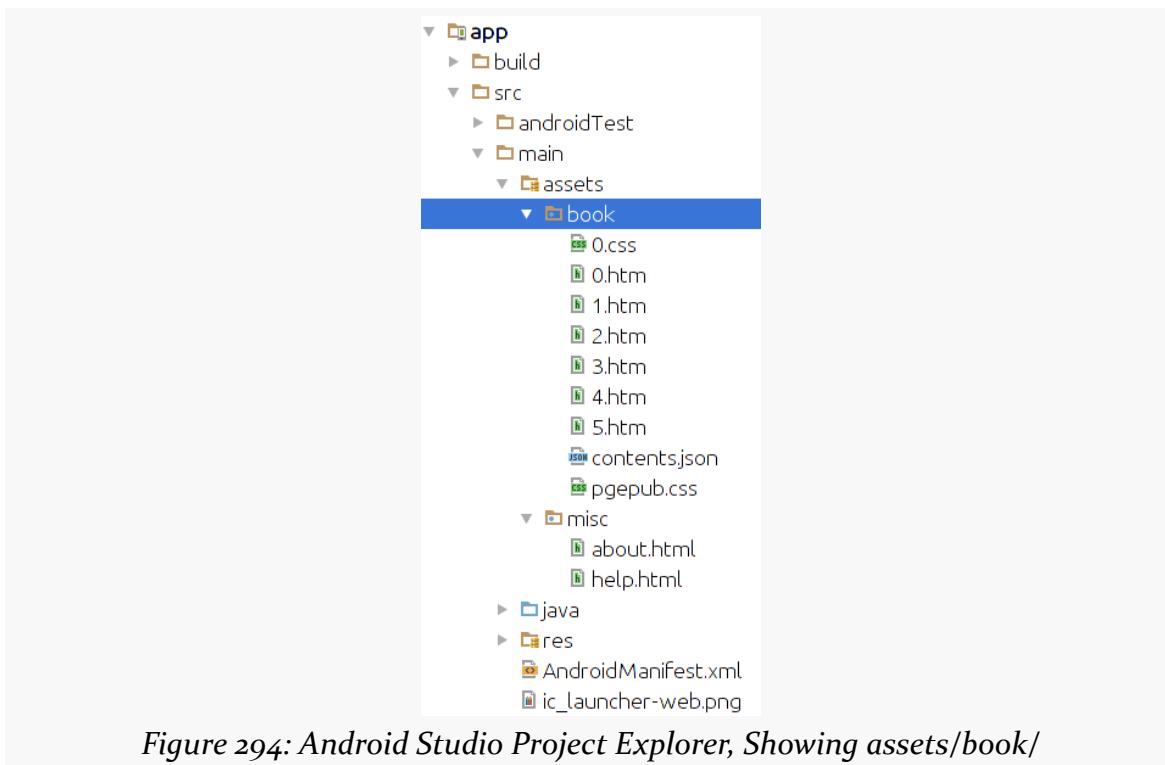 app
build
src
androidTest
main
assets
book
0.css
0.htm
1.htm
2.htm
3.htm
4.htm
5.htm
contents.json
pgepub.css
misc
about.html
help.html
java
res
AndroidManifest.xml
ic_launcher-web.png
Figure 294: Android Studio Project Explorer, Showing assets/book/